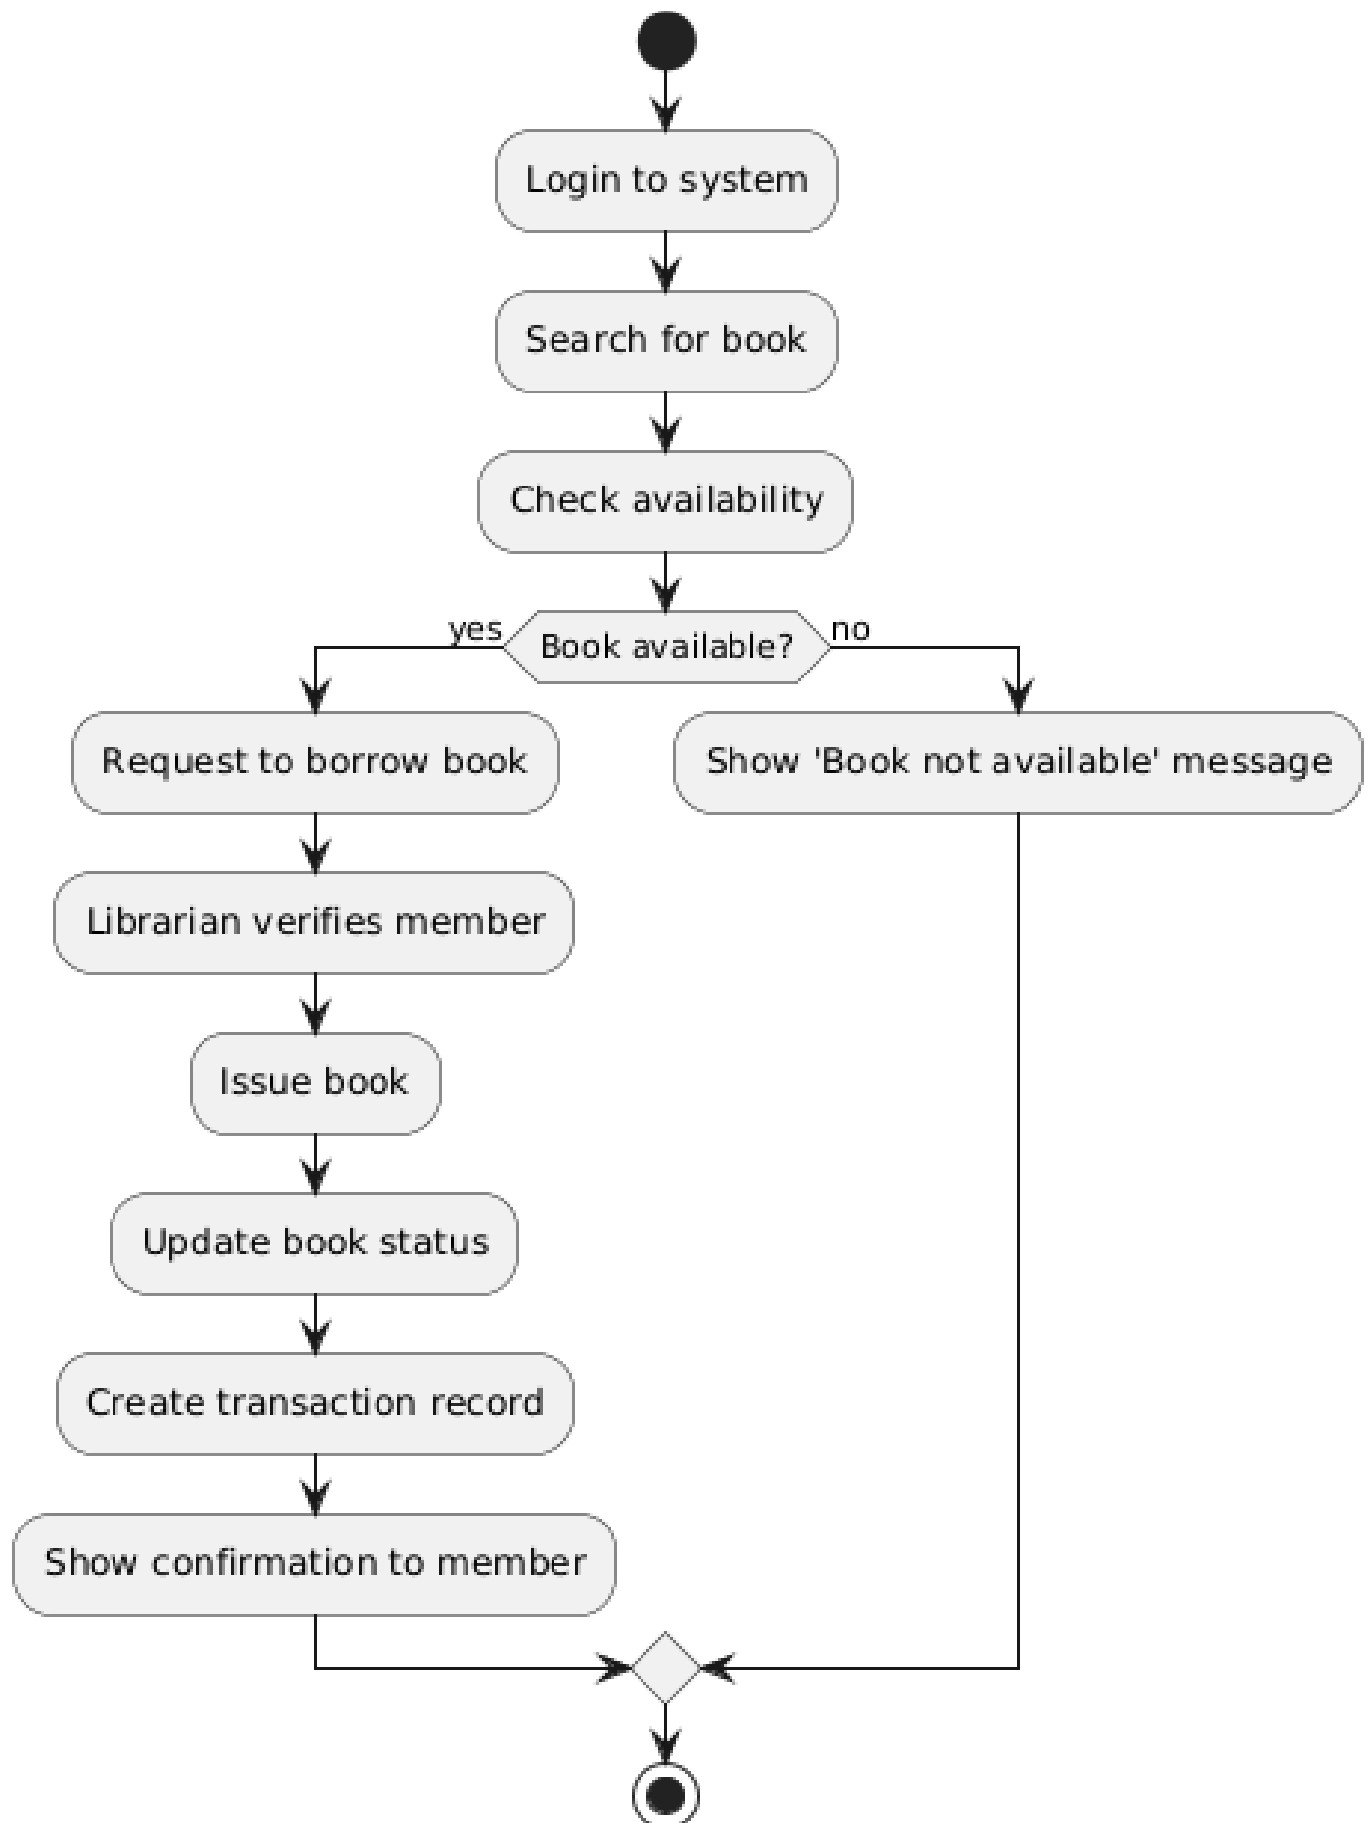 Login to system
Search for book
Check availability
yes
Book available?
no
Request to borrow book
Show 'Book not available' message
Librarian verifies member
Issue book
Update book status
Create transaction record
Show confirmation to member